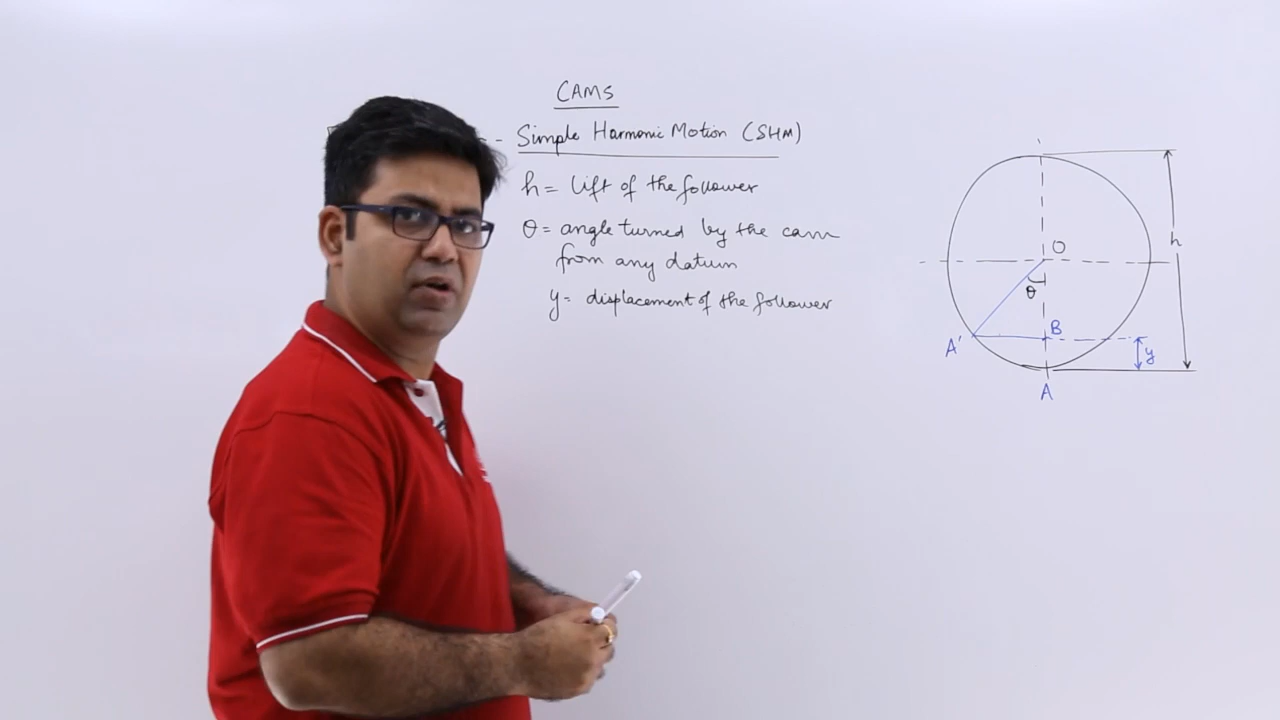 CAMS
- - Simple Harmonic Motion (SHM)
h = lift of the follower
θ = angle turned by the cam
from any datum
y = displacement of the follower
h
O
θ
B
A'
y
A